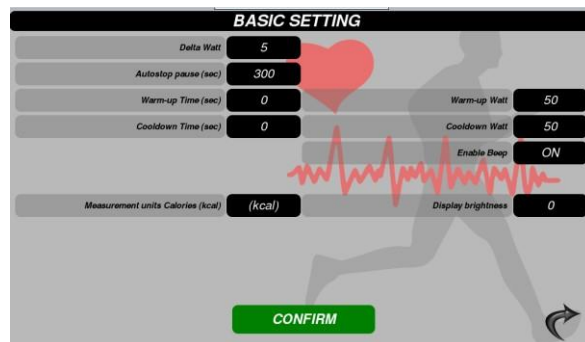 BASIC SETTING
Delta Watt 5
Autostop pause (sec) 300
Warm-up Time (sec) 0 Warm-up Watt 50
Cooldown Time (sec) 0 Cooldown Watt 50
Enable Beep ON
Measurement units Calories (kcal) (kcal) Display brightness 0
CONFIRM